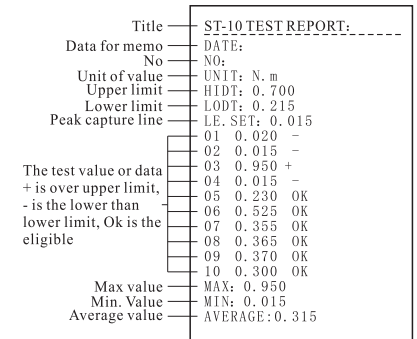 Title ST-10 TEST REPORT:
Data for memo DATE:
No NO:
Unit of value UNIT: N.m
Upper limit HIDT: 0.700
Lower limit LODT: 0.215
Peak capture line LE.SET: 0.015
01 0.020 -
02 0.015 -
03 0.950 +
04 0.015 -
05 0.230 OK
06 0.525 OK
07 0.355 OK
08 0.365 OK
09 0.370 OK
10 0.300 OK
The test value or data
+ is over upper limit,
- is the lower than
lower limit, Ok is the
eligible
Max value MAX: 0.950
Min. Value MIN: 0.015
Average value AVERAGE:0.315